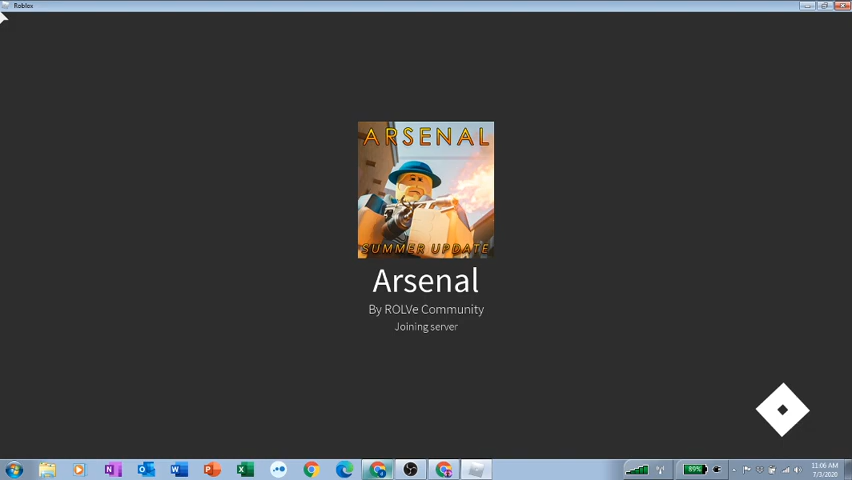 Roblox
ARSENAL
SUMMER UPDATE
Arsenal
By ROLVe Community
Joining server
89%
11:06 AM
7/3/2020